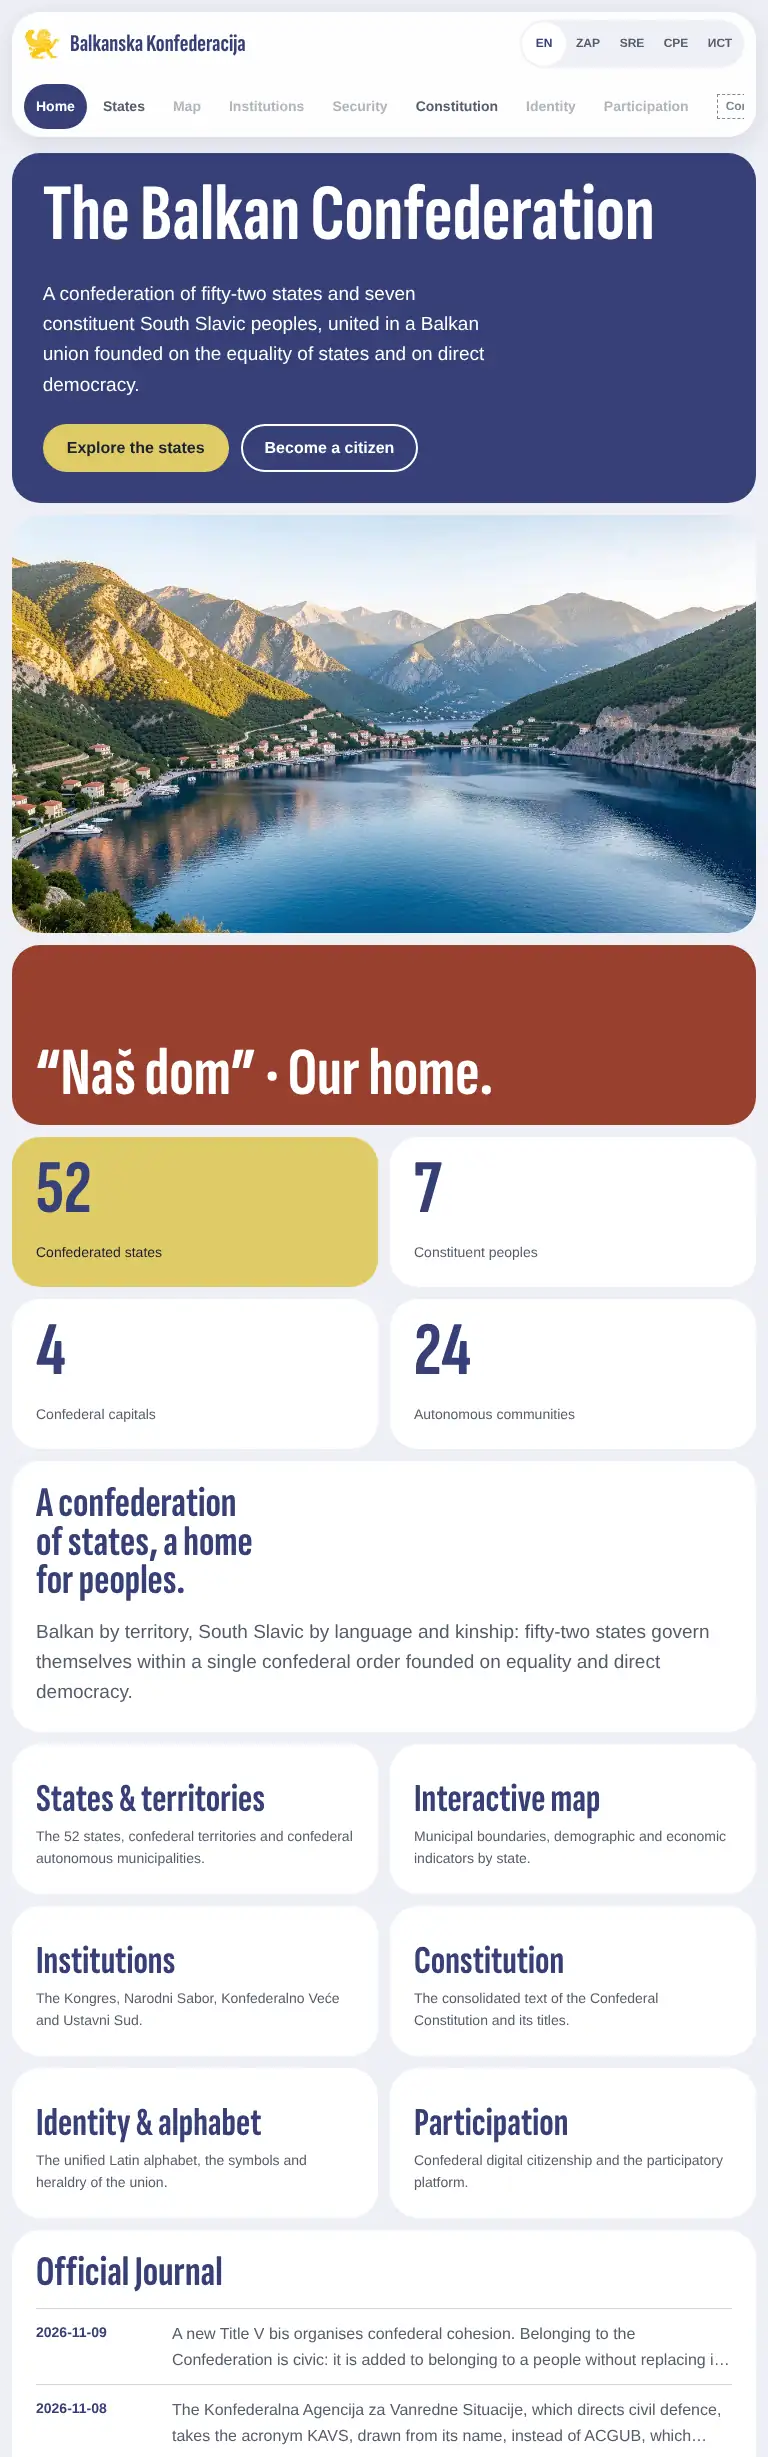 Balkanska Konfederacija
EN ZAP SRE СРЕ ИСТ
Home States Map Institutions Security Constitution Identity Participation
The Balkan Confederation
A confederation of fifty-two states and seven
constituent South Slavic peoples, united in a Balkan
union founded on the equality of states and on direct
democracy.
Explore the states Become a citizen
“Naš dom” · Our home.
52
Confederated states
7
Constituent peoples
4
Confederal capitals
24
Autonomous communities
A confederation
of states, a home
for peoples.
Balkan by territory, South Slavic by language and kinship: fifty-two states govern
themselves within a single confederal order founded on equality and direct
democracy.
States & territories
The 52 states, confederal territories and confederal
autonomous municipalities.
Interactive map
Municipal boundaries, demographic and economic
indicators by state.
Institutions
The Kongres, Narodni Sabor, Konfederalno Veće
and Ustavni Sud.
Constitution
The consolidated text of the Confederal
Constitution and its titles.
Identity & alphabet
The unified Latin alphabet, the symbols and
heraldry of the union.
Participation
Confederal digital citizenship and the participatory
platform.
Official Journal
2026-11-09
A new Title V bis organises confederal cohesion. Belonging to the
Confederation is civic: it is added to belonging to a people without replacing i…
2026-11-08
The Konfederalna Agencija za Vanredne Situacije, which directs civil defence,
takes the acronym KAVS, drawn from its name, instead of ACGUB, which…